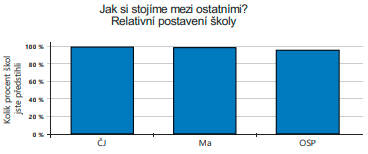 Jak si stojíme mezi ostatními?
Relativní postavení školy
Kolik procent škol
jste předstihli
100 %
80 %
60 %
40 %
20 %
0 %
ČJ
Ma
OSP